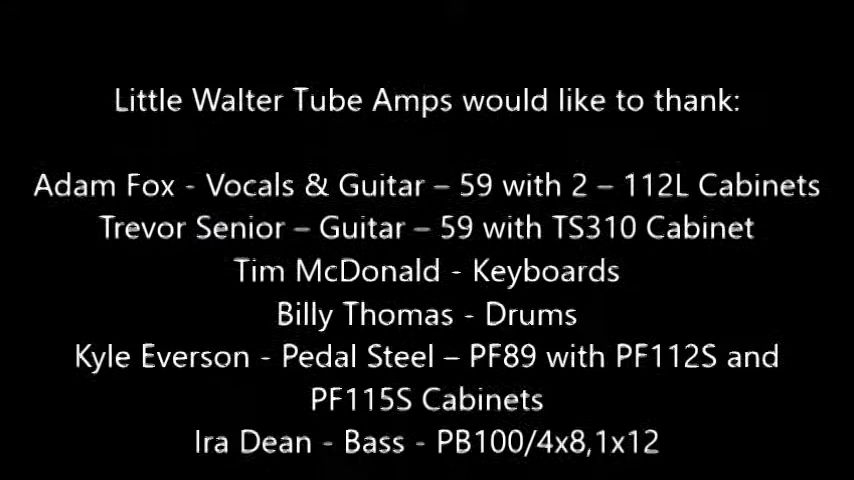 Little Walter Tube Amps would like to thank:
Adam Fox - Vocals & Guitar – 59 with 2 – 112L Cabinets
Trevor Senior – Guitar – 59 with TS310 Cabinet
Tim McDonald - Keyboards
Billy Thomas - Drums
Kyle Everson - Pedal Steel – PF89 with PF112S and
PF115S Cabinets
Ira Dean - Bass - PB100/4x8,1x12